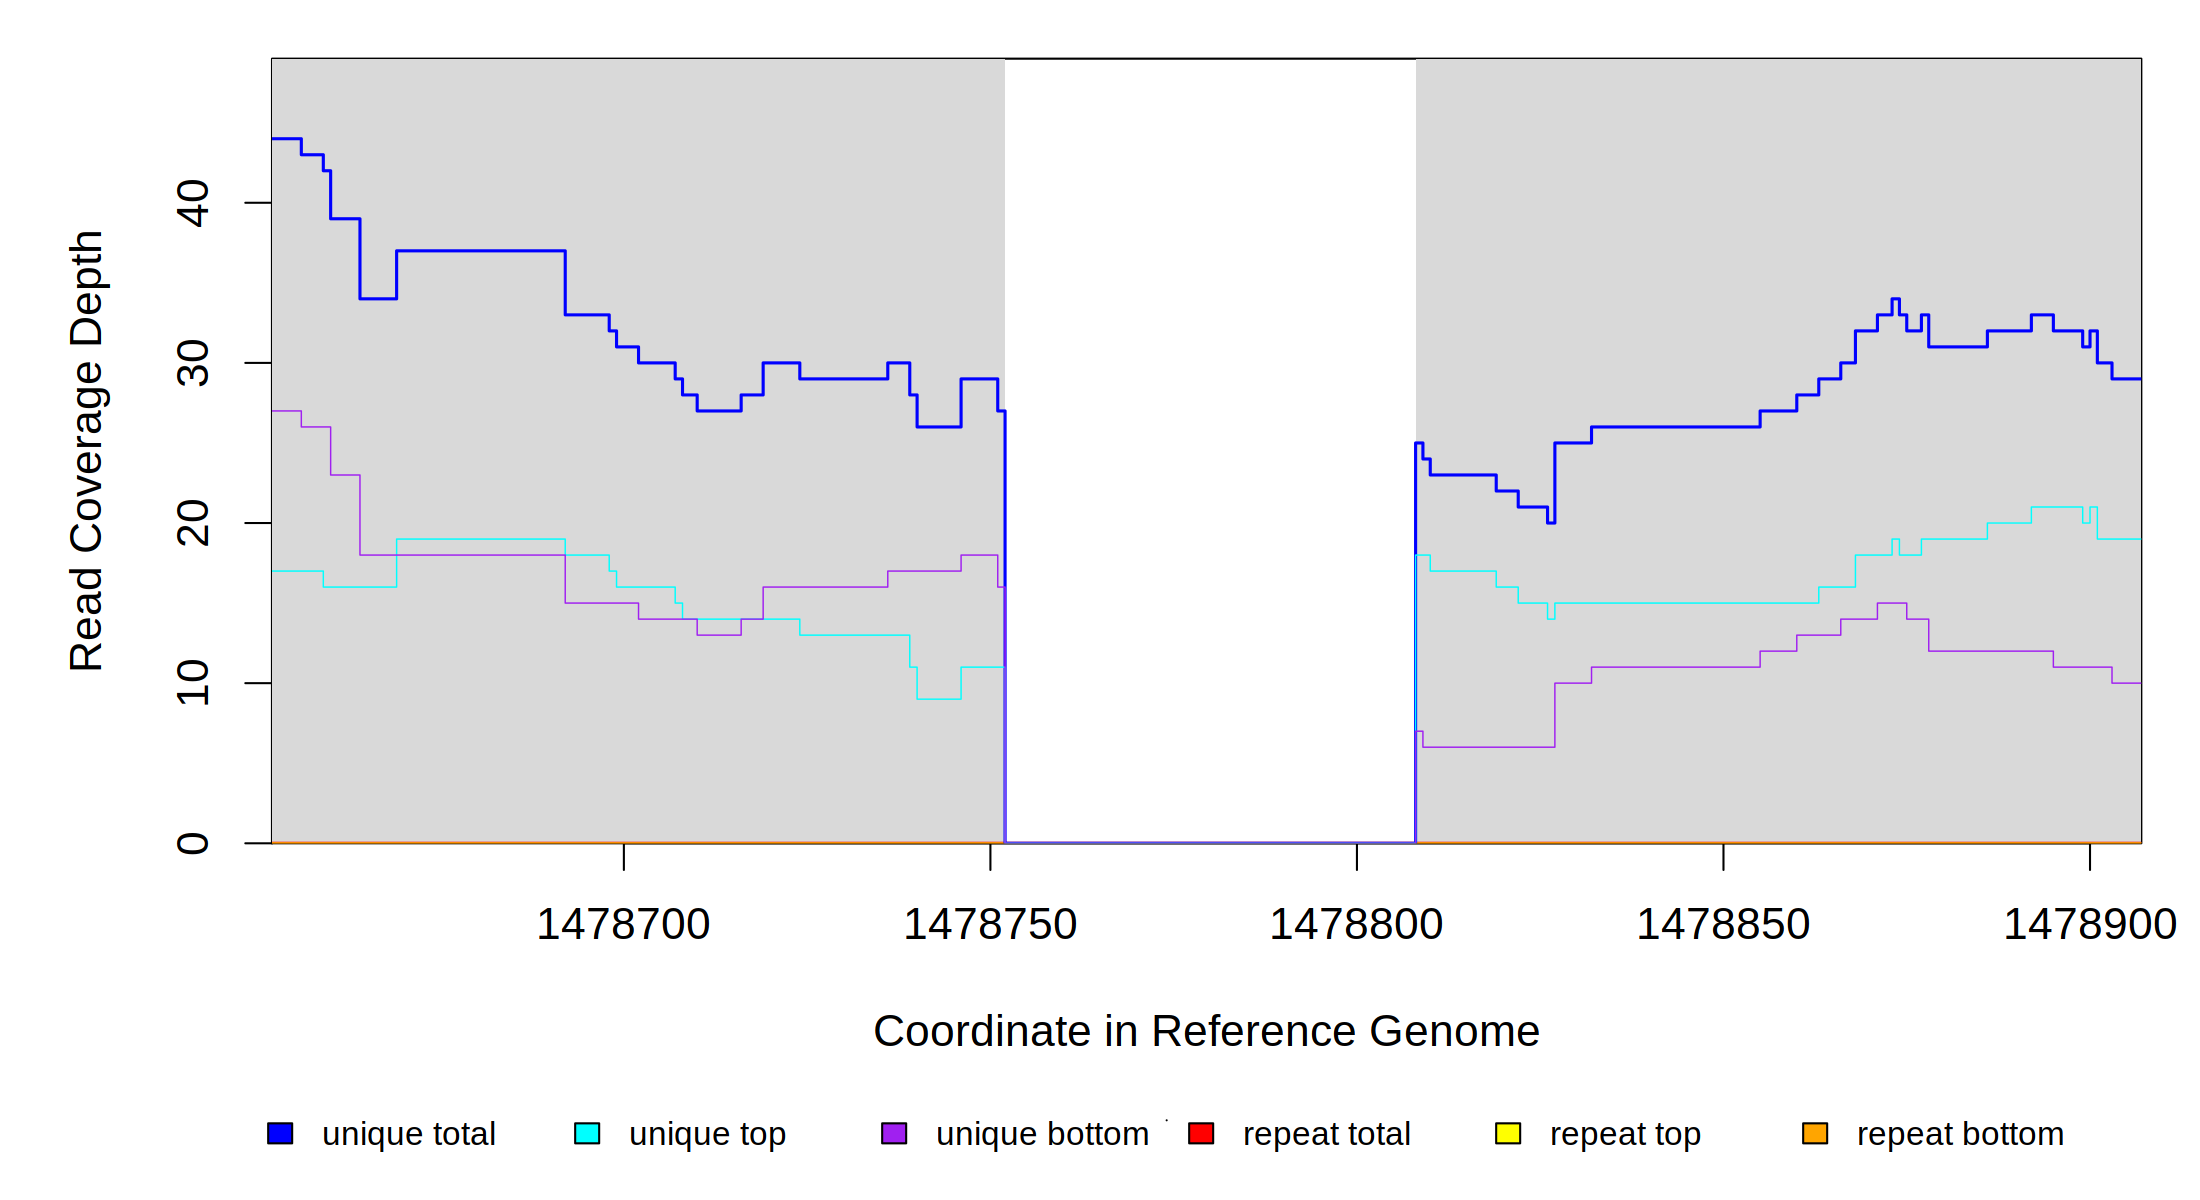 Read Coverage Depth
40
30
20
10
0
1478700 1478750 1478800 1478850 1478900
Coordinate in Reference Genome
unique total unique top unique bottom repeat total repeat top repeat bottom